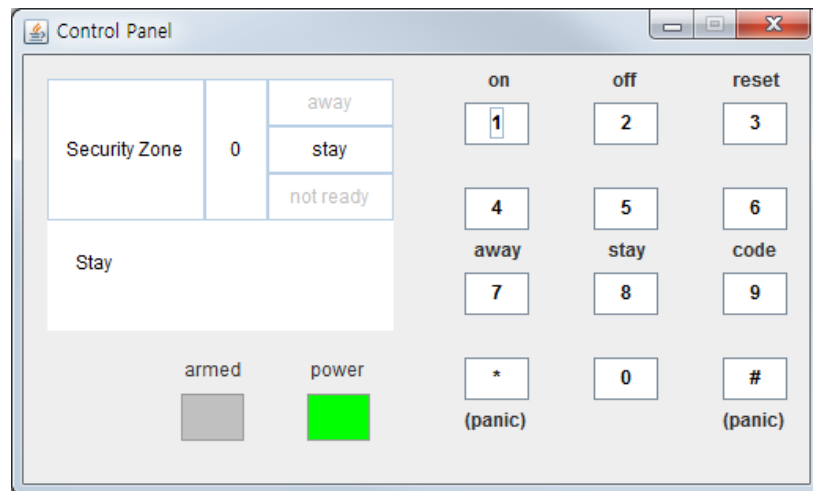 Control Panel
on off reset
away
1 2 3
Security Zone 0 stay
not ready
4 5 6
away stay code
Stay
7 8 9
armed power
* 0 #
(panic) (panic)